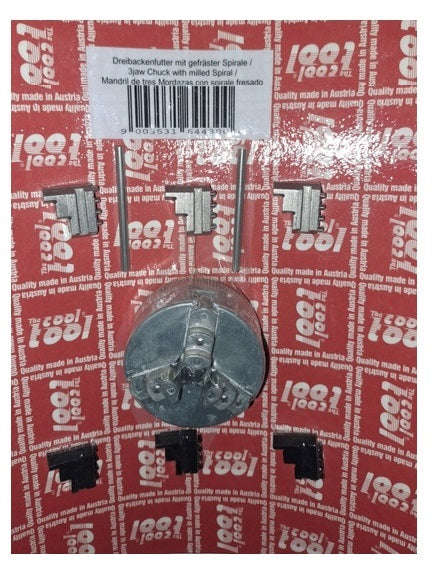 Dreibackenfutter mit gefräster Spirale /
3jaw Chuck with milled Spiral /
Mandril de tres Mordazas con spirale fresado
The cool tool
Quality made in Austria